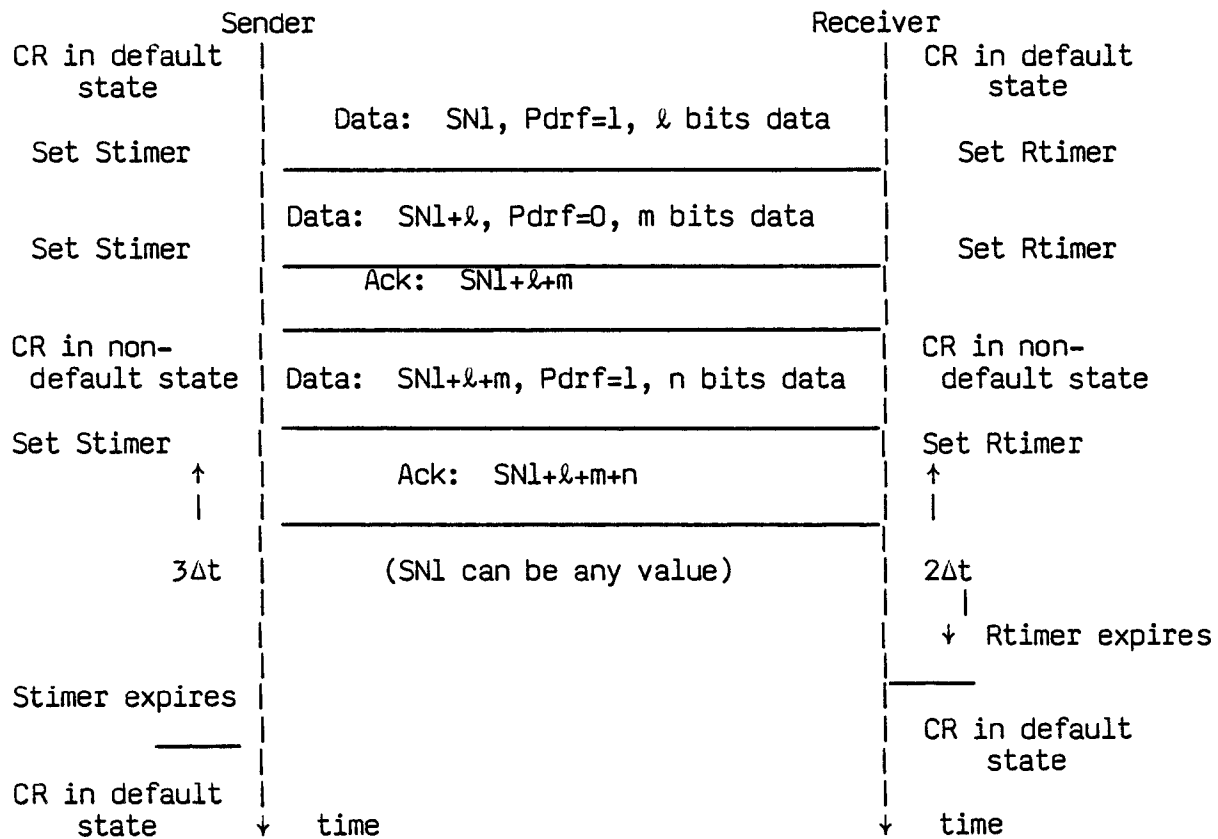 Sender
Receiver
CR in default
state
CR in default
state
Data: SN1, Pdrf=1, ℓ bits data
Set Stimer
Set Rtimer
Data: SN1+ℓ, Pdrf=0, m bits data
Set Stimer
Set Rtimer
Ack: SN1+ℓ+m
CR in non-
default state
CR in non-
default state
Data: SN1+ℓ+m, Pdrf=1, n bits data
Set Stimer
Set Rtimer
Ack: SN1+ℓ+m+n
3Δt
(SN1 can be any value)
2Δt
Rtimer expires
Stimer expires
CR in default
state
CR in default
state
time
time